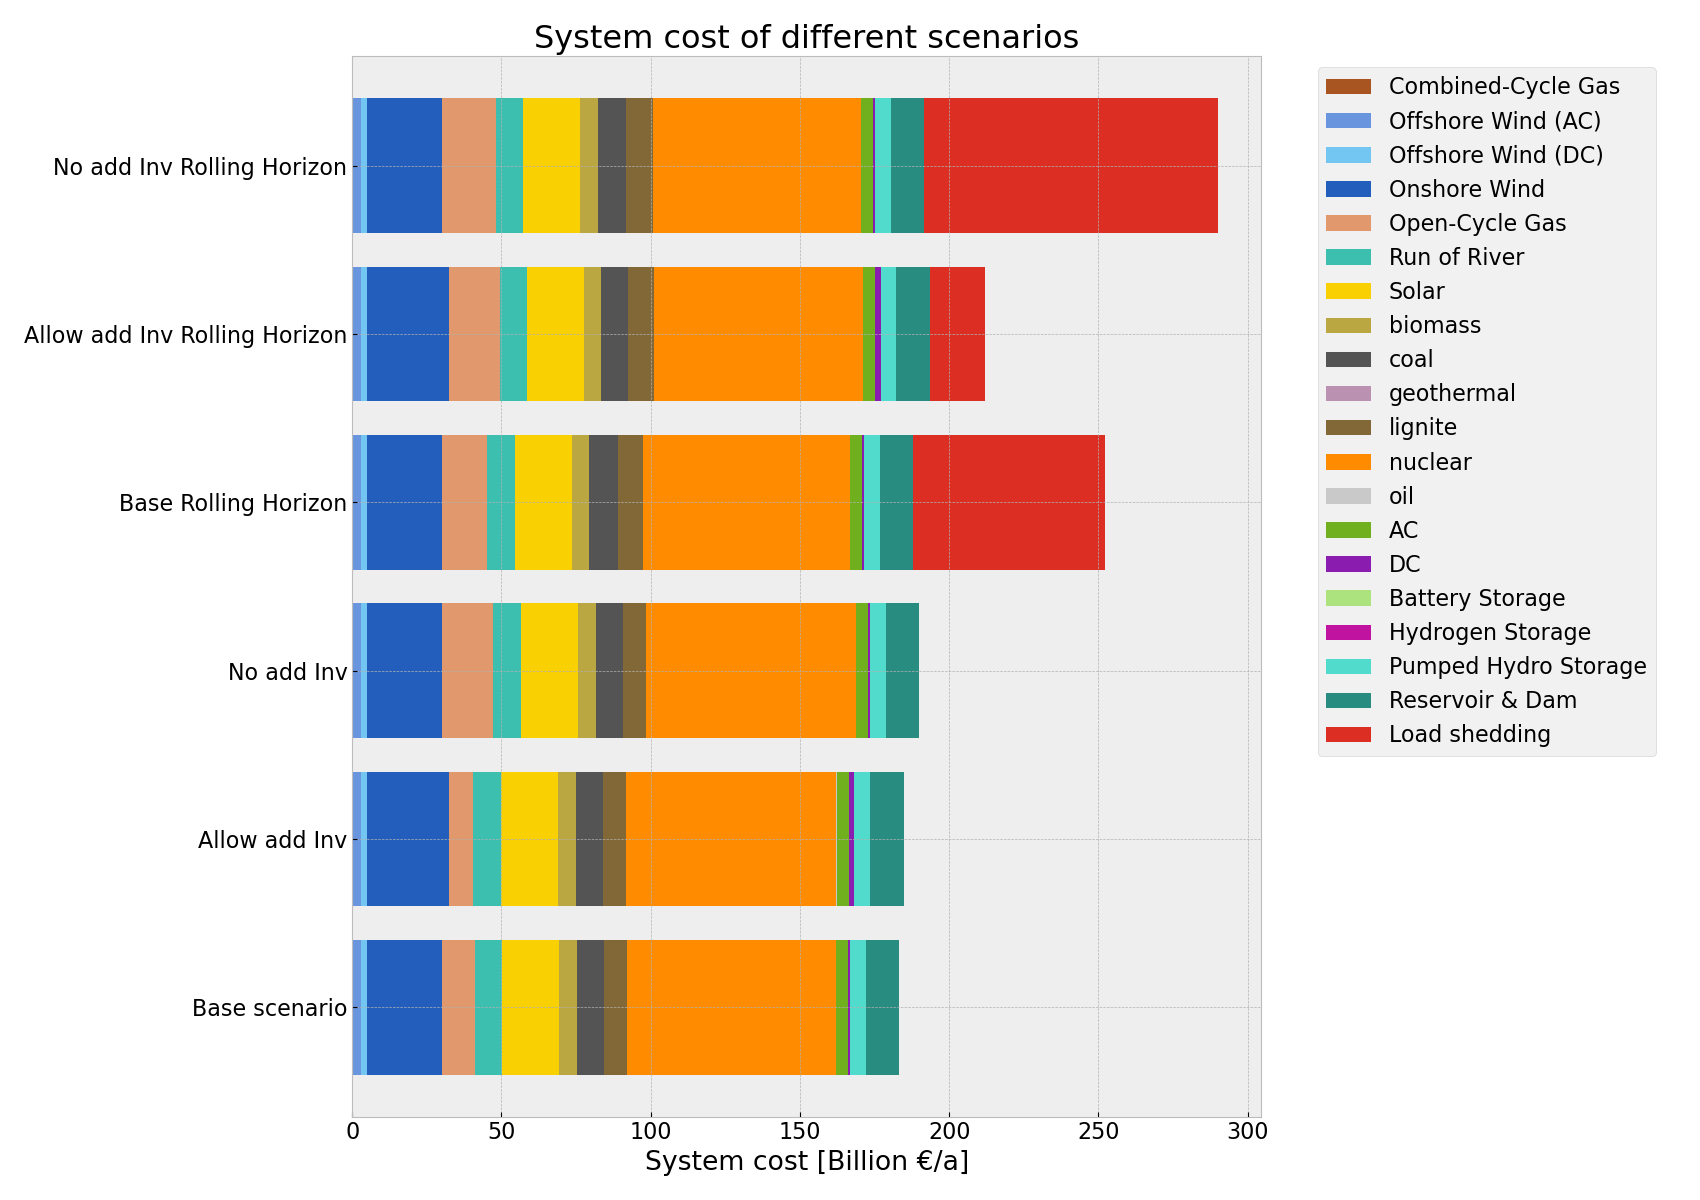 System cost of different scenarios
No add Inv Rolling Horizon
Allow add Inv Rolling Horizon
Base Rolling Horizon
No add Inv
Allow add Inv
Base scenario
0 50 100 150 200 250 300
System cost [Billion €/a]
Combined-Cycle Gas
Offshore Wind (AC)
Offshore Wind (DC)
Onshore Wind
Open-Cycle Gas
Run of River
Solar
biomass
coal
geothermal
lignite
nuclear
oil
AC
DC
Battery Storage
Hydrogen Storage
Pumped Hydro Storage
Reservoir & Dam
Load shedding